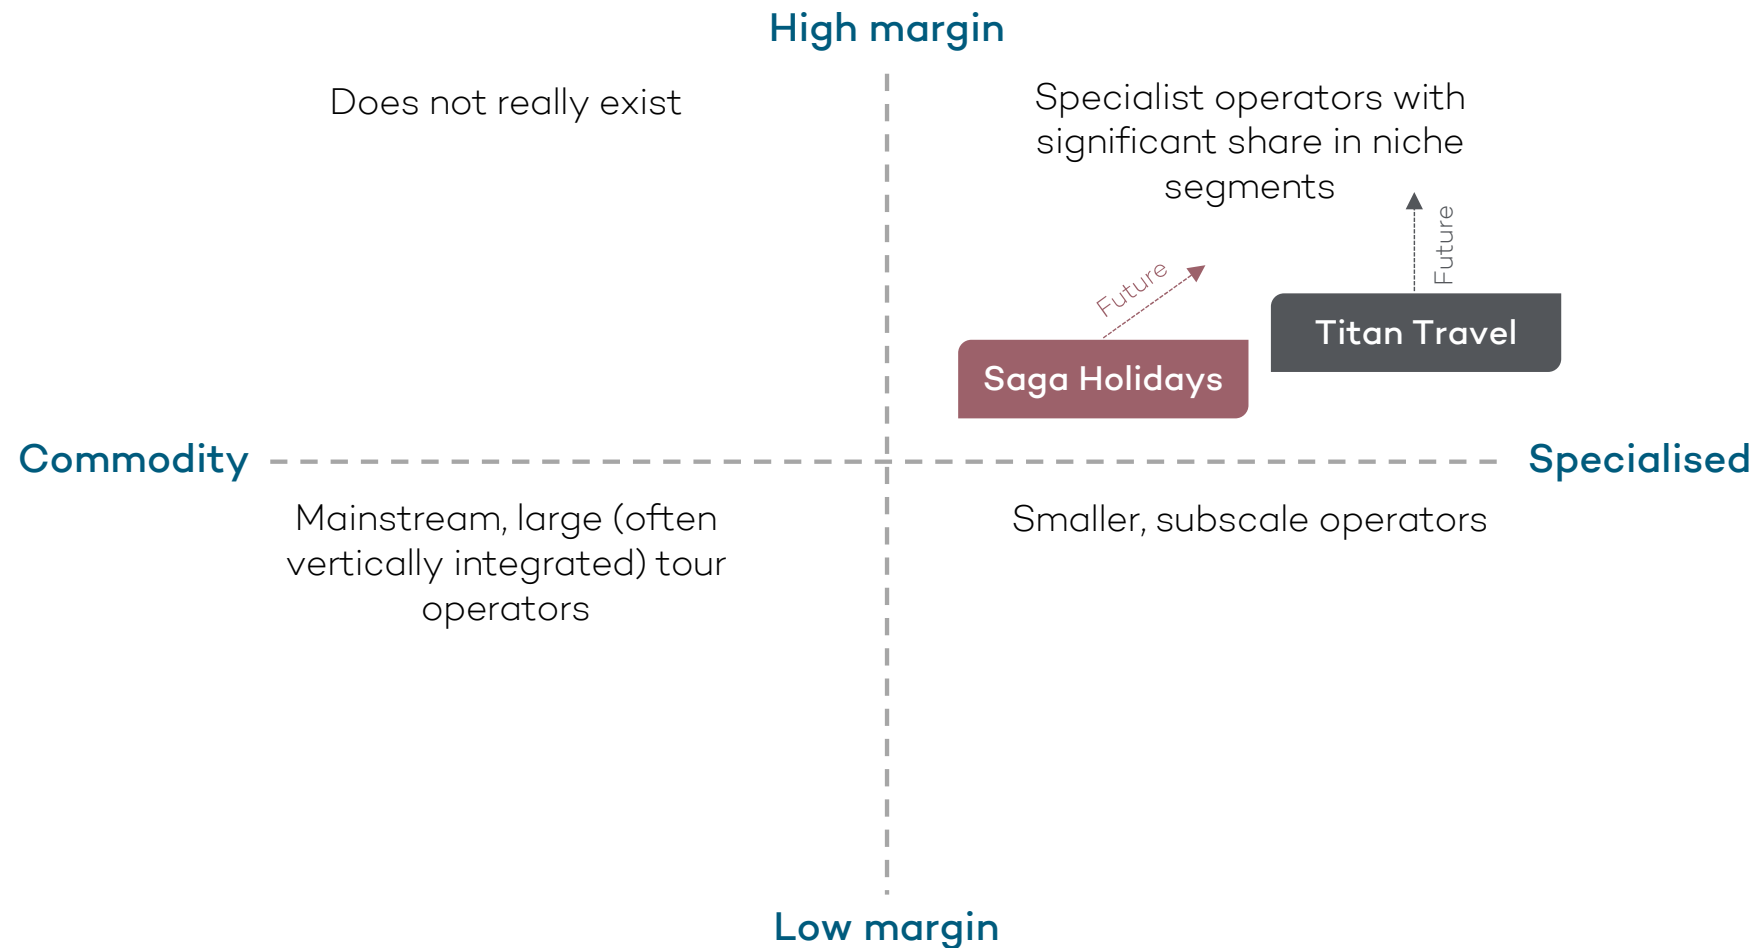 High margin
Does not really exist
Specialist operators with
significant share in niche
segments
Future
Future
Titan Travel
Saga Holidays
Commodity
Specialised
Mainstream, large (often
vertically integrated) tour
operators
Smaller, subscale operators
Low margin